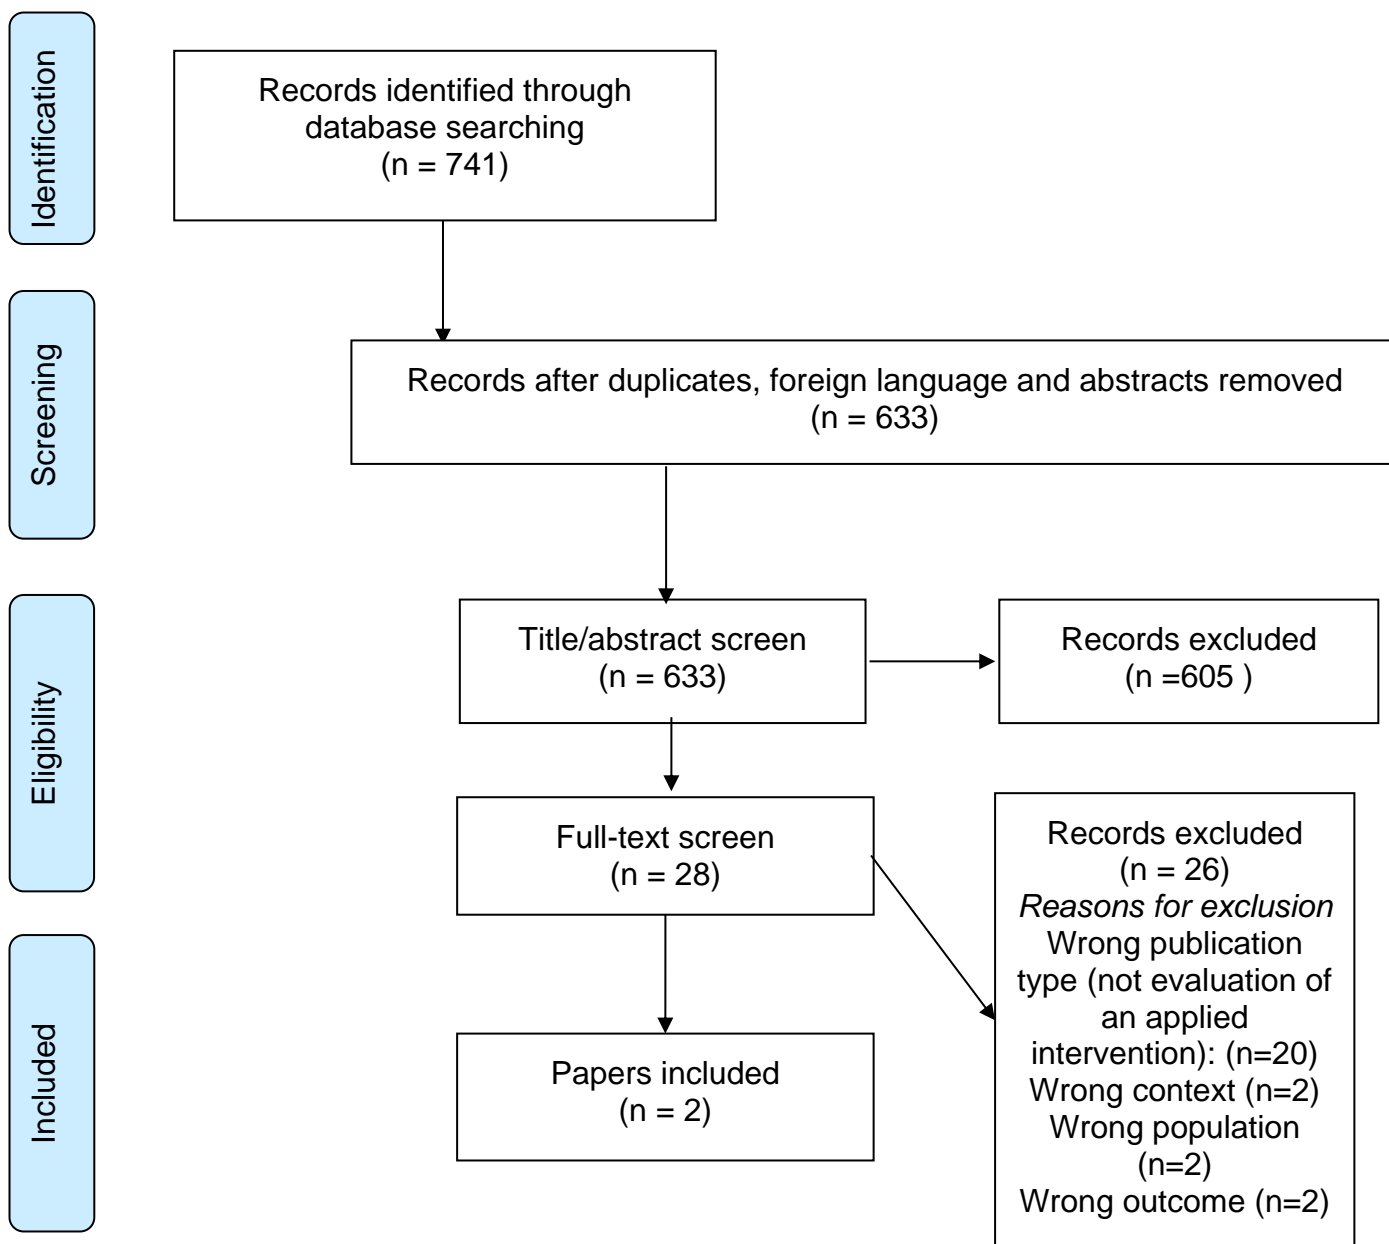 Identification
Records identified through
database searching
(n = 741)
Screening
Records after duplicates, foreign language and abstracts removed
(n = 633)
Eligibility
Title/abstract screen
(n = 633)
Records excluded
(n =605 )
Full-text screen
(n = 28)
Records excluded
(n = 26)
Reasons for exclusion
Wrong publication
type (not evaluation of
an applied
intervention): (n=20)
Wrong context (n=2)
Wrong population
(n=2)
Wrong outcome (n=2)
Included
Papers included
(n = 2)